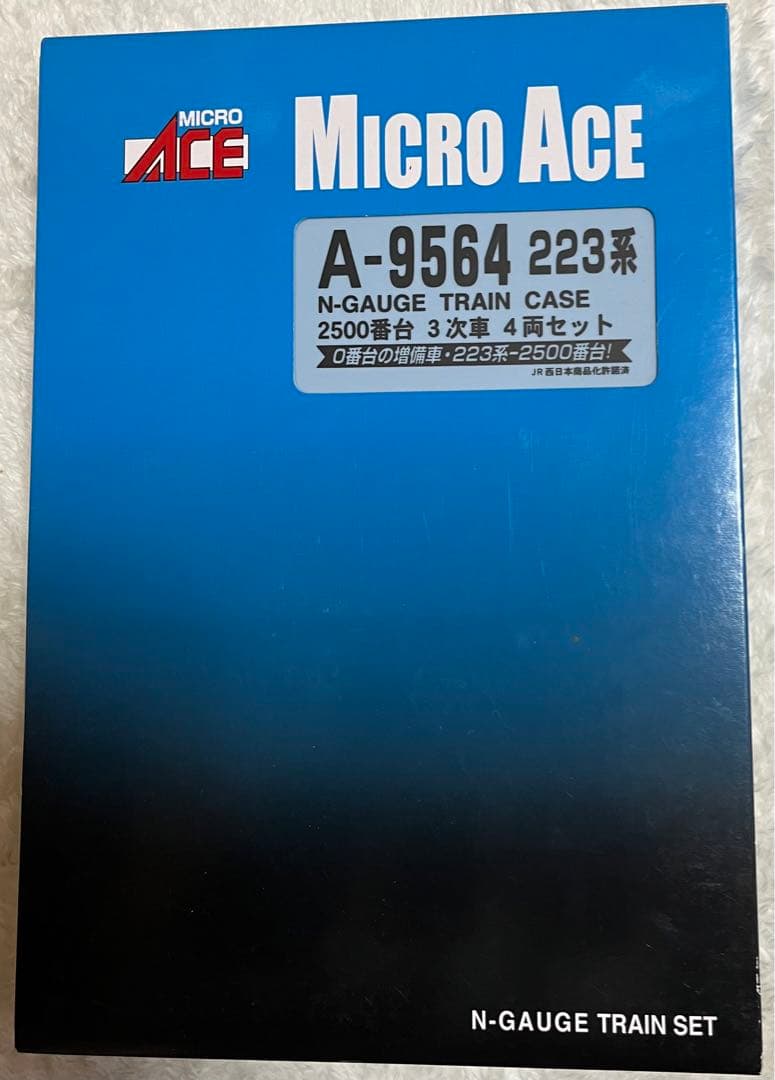 MICRO
ACE
MICRO ACE
A-9564 223系
N-GAUGE TRAIN CASE
2500番台 3次車 4両セット
0番台の増備車・223系-2500番台!
JR西日本商品化許諾済
N-GAUGE TRAIN SET